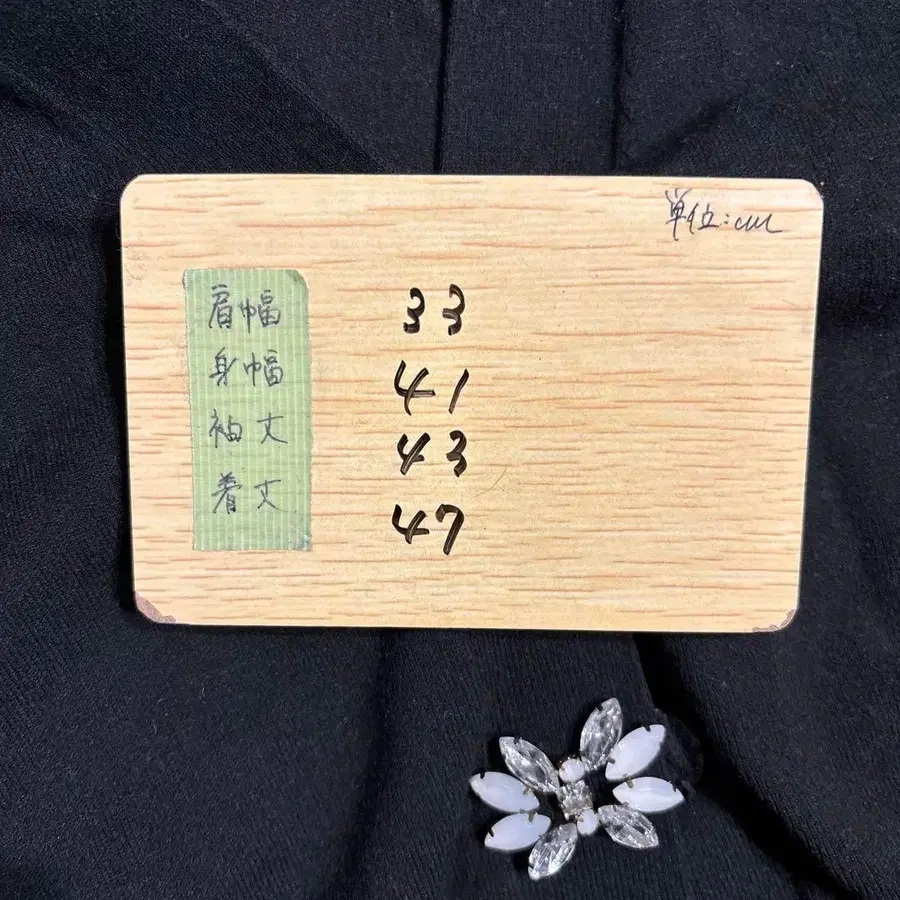 単位:cm
肩幅 33
身幅 41
袖丈 43
着丈 47